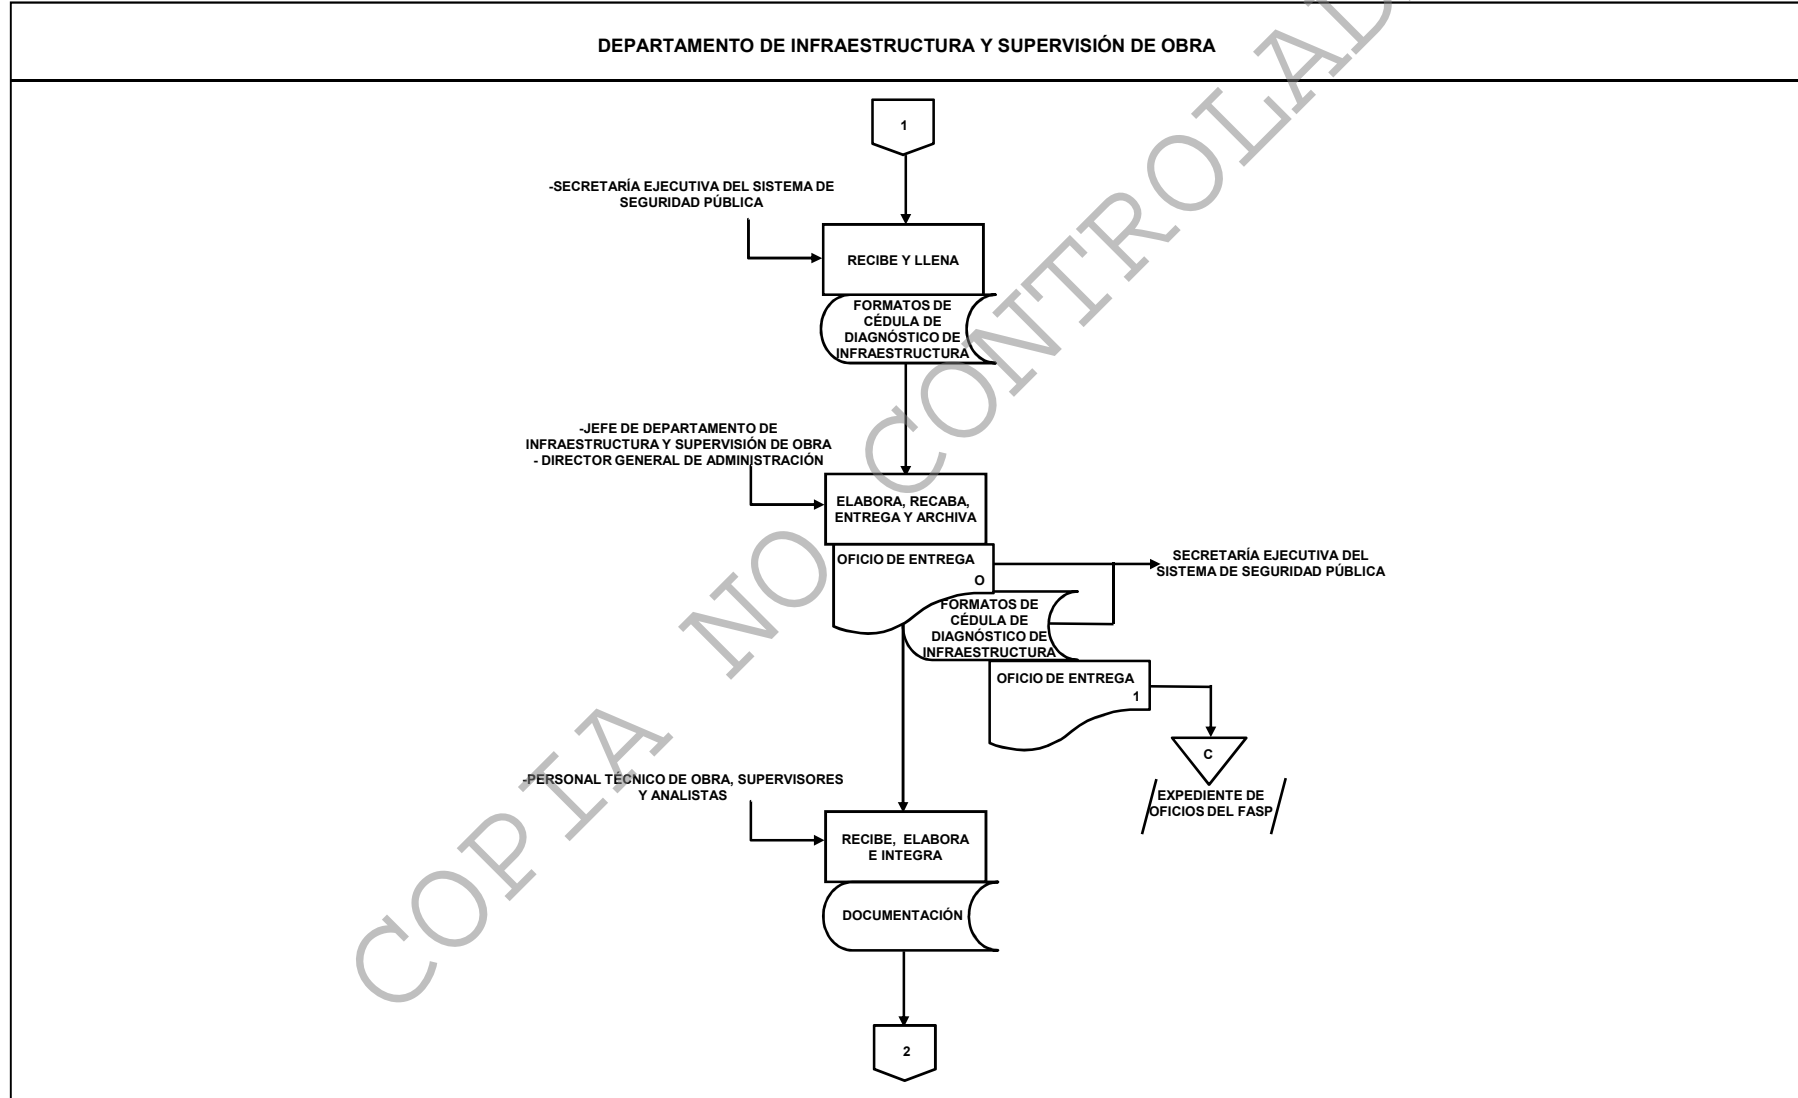 DEPARTAMENTO DE INFRAESTRUCTURA Y SUPERVISIÓN DE OBRA
1
-SECRETARÍA EJECUTIVA DEL SISTEMA DE
SEGURIDAD PÚBLICA
RECIBE Y LLENA
FORMATOS DE
CÉDULA DE
DIAGNÓSTICO DE
INFRAESTRUCTURA
-JEFE DE DEPARTAMENTO DE
INFRAESTRUCTURA Y SUPERVISIÓN DE OBRA
- DIRECTOR GENERAL DE ADMINISTRACIÓN
ELABORA, RECABA,
ENTREGA Y ARCHIVA
OFICIO DE ENTREGA
O
SECRETARÍA EJECUTIVA DEL
SISTEMA DE SEGURIDAD PÚBLICA
FORMATOS DE
CÉDULA DE
DIAGNÓSTICO DE
INFRAESTRUCTURA
OFICIO DE ENTREGA
1
C
EXPEDIENTE DE
OFICIOS DEL FASP
-PERSONAL TÉCNICO DE OBRA, SUPERVISORES
Y ANALISTAS
RECIBE, ELABORA
E INTEGRA
DOCUMENTACIÓN
2
COPIA NO CONTROLAD